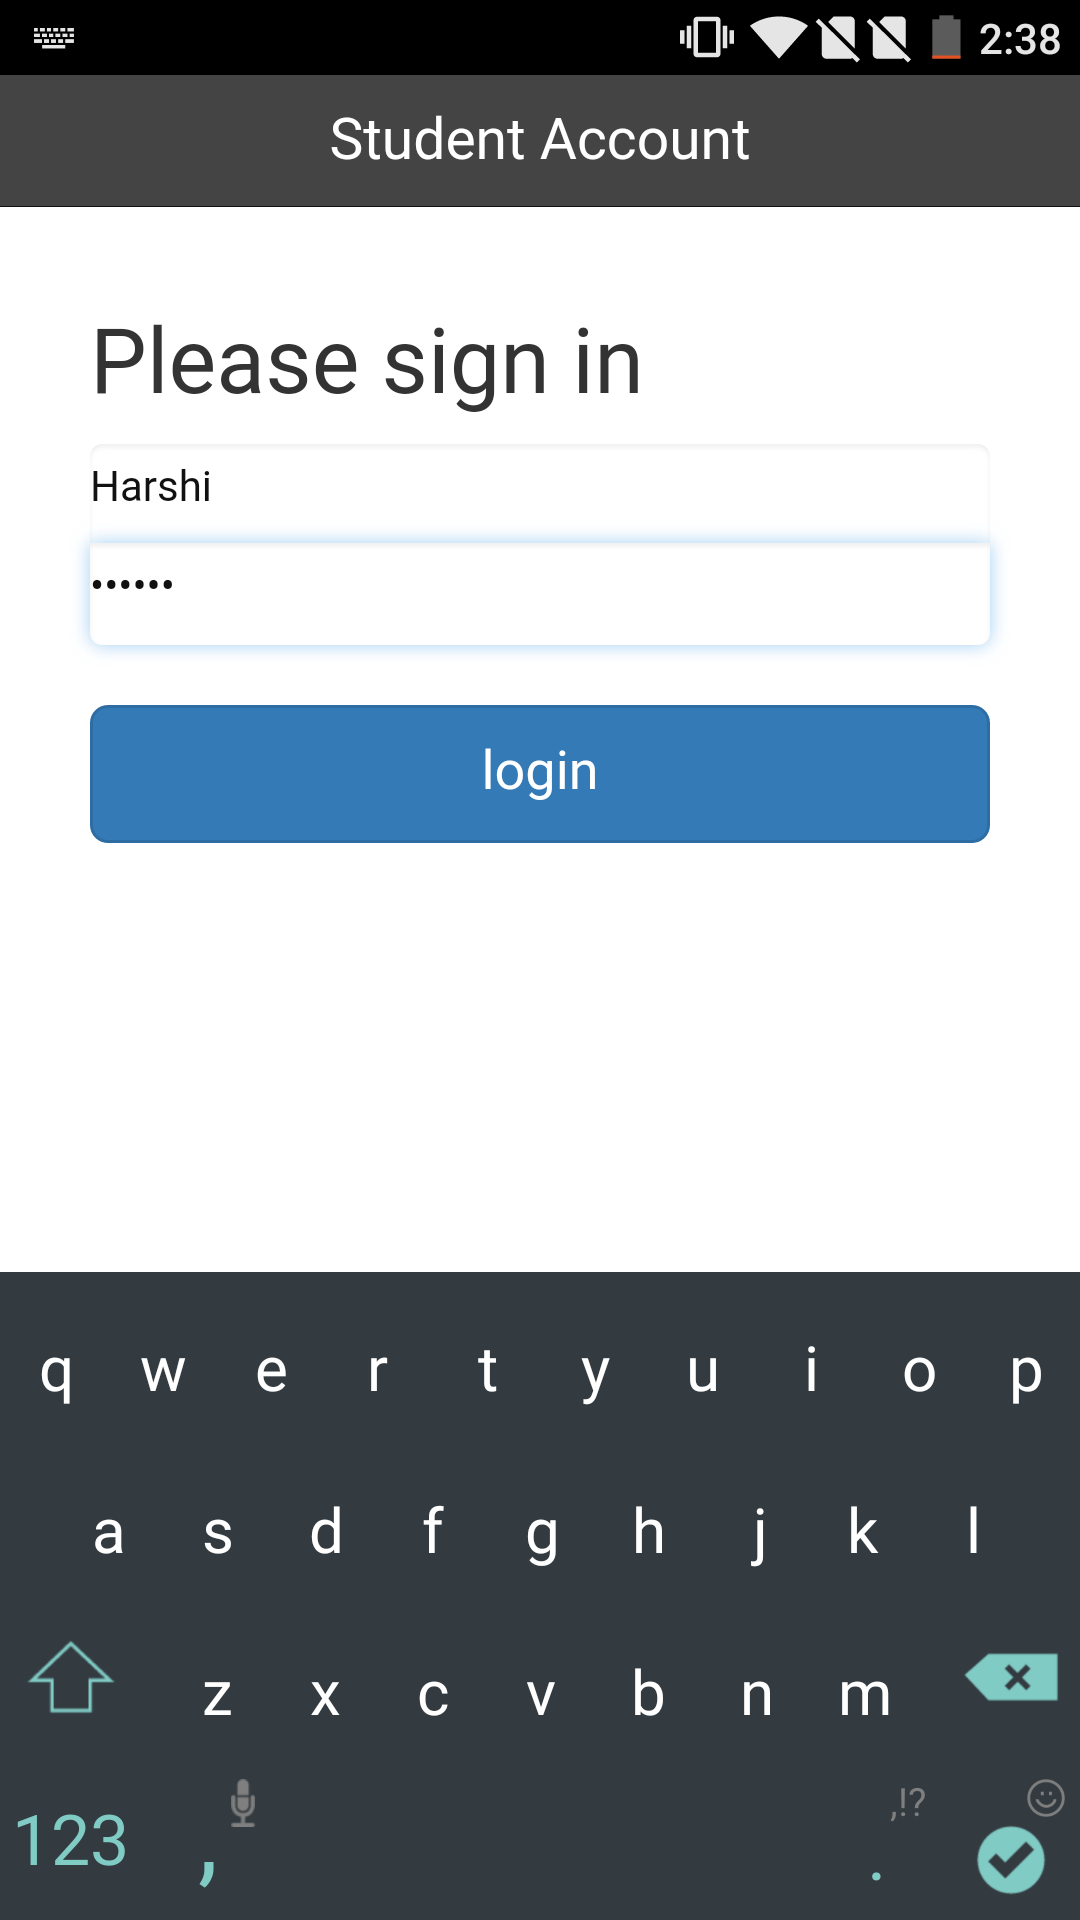 2:38
Student Account
Please sign in
Harshi
••••••
login
q w e r t y u i o p
a s d f g h j k l
z x c v b n m
123 , ,!? .